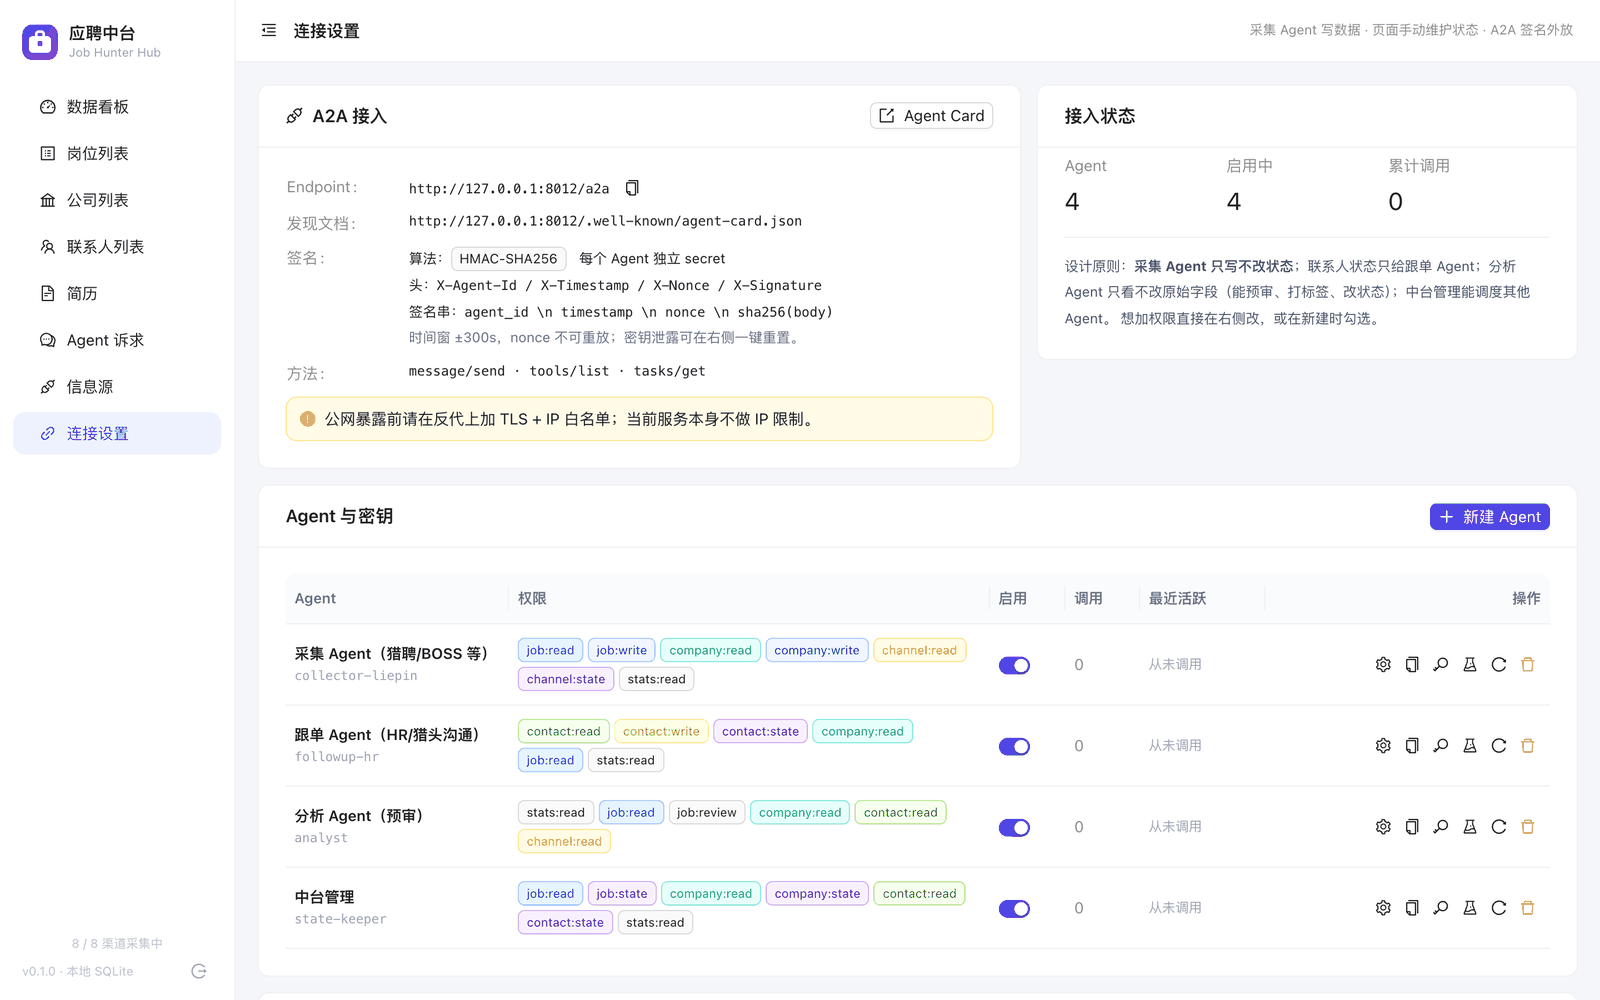 应聘中台
Job Hunter Hub
数据看板
岗位列表
公司列表
联系人列表
简历
Agent 诉求
信息源
连接设置
8 / 8 渠道采集中
v0.1.0 · 本地 SQLite
连接设置
采集 Agent 写数据 · 页面手动维护状态 · A2A 签名外放
A2A 接入
Agent Card
Endpoint:
http://127.0.0.1:8012/a2a
发现文档:
http://127.0.0.1:8012/.well-known/agent-card.json
签名:
算法: HMAC-SHA256 每个 Agent 独立 secret
头: X-Agent-Id / X-Timestamp / X-Nonce / X-Signature
签名串: agent_id \n timestamp \n nonce \n sha256(body)
时间窗 ±300s，nonce 不可重放；密钥泄露可在右侧一键重置。
方法:
message/send · tools/list · tasks/get
公网暴露前请在反代上加 TLS + IP 白名单；当前服务本身不做 IP 限制。
接入状态
Agent 启用中 累计调用
4 4 0
设计原则：采集 Agent 只写不改状态；联系人状态只给跟单 Agent；分析
Agent 只看不改原始字段（能预审、打标签、改状态）；中台管理能调度其他
Agent。 想加权限直接在右侧改，或在新建时勾选。
Agent 与密钥
新建 Agent
Agent 权限 启用 调用 最近活跃 操作
采集 Agent（猎聘/BOSS 等）
collector-liepin
job:read job:write company:read company:write channel:read
channel:state stats:read
0 从未调用
跟单 Agent（HR/猎头沟通）
followup-hr
contact:read contact:write contact:state company:read
job:read stats:read
0 从未调用
分析 Agent（预审）
analyst
stats:read job:read job:review company:read contact:read
channel:read
0 从未调用
中台管理
state-keeper
job:read job:state company:read company:state contact:read
contact:state stats:read
0 从未调用